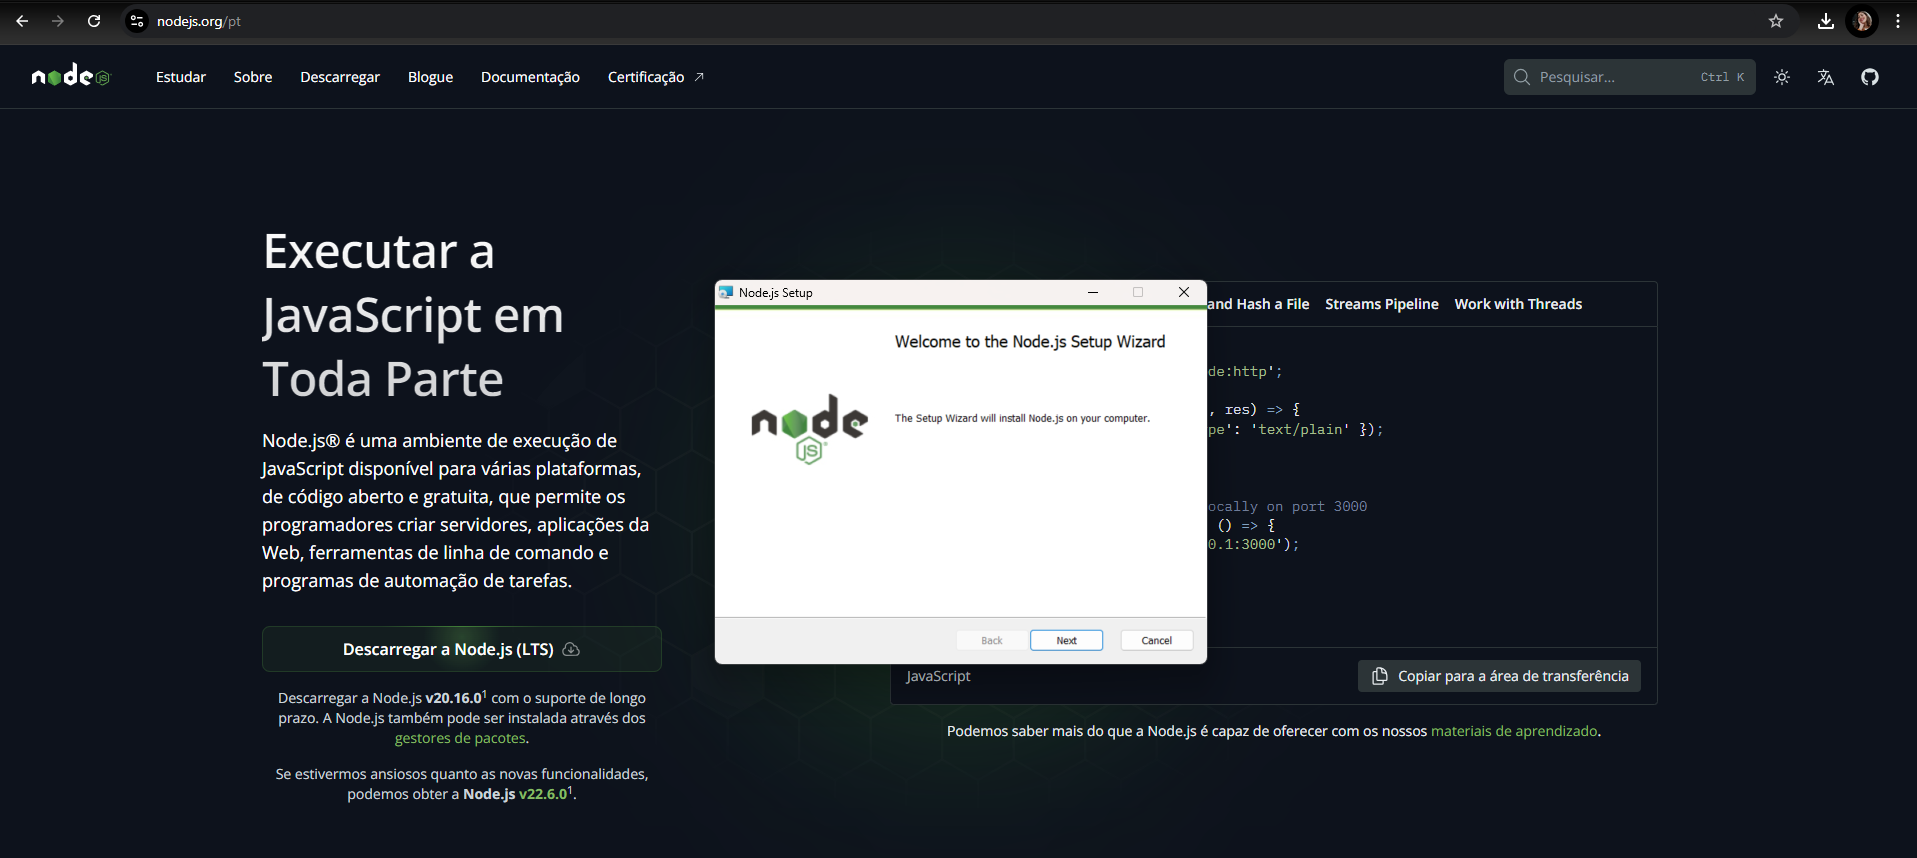 nodejs.org/pt
node JS
Estudar
Sobre
Descarregar
Blogue
Documentação
Certificação
Pesquisar...
Ctrl K
Executar a
JavaScript em
Toda Parte
Node.js® é uma ambiente de execução de
JavaScript disponível para várias plataformas,
de código aberto e gratuita, que permite os
programadores criar servidores, aplicações da
Web, ferramentas de linha de comando e
programas de automação de tarefas.
Descarregar a Node.js (LTS)
Descarregar a Node.js v20.16.0¹ com o suporte de longo
prazo. A Node.js também pode ser instalada através dos
gestores de pacotes.
Se estivermos ansiosos quanto as novas funcionalidades,
podemos obter a Node.js v22.6.0¹.
Node.js Setup
Welcome to the Node.js Setup Wizard
node
JS
The Setup Wizard will install Node.js on your computer.
Back
Next
Cancel
and Hash a File
Streams Pipeline
Work with Threads
de:http';
, res) => {
pe': 'text/plain' });
ocally on port 3000
() => {
0.1:3000');
JavaScript
Copiar para a área de transferência
Podemos saber mais do que a Node.js é capaz de oferecer com os nossos materiais de aprendizado.